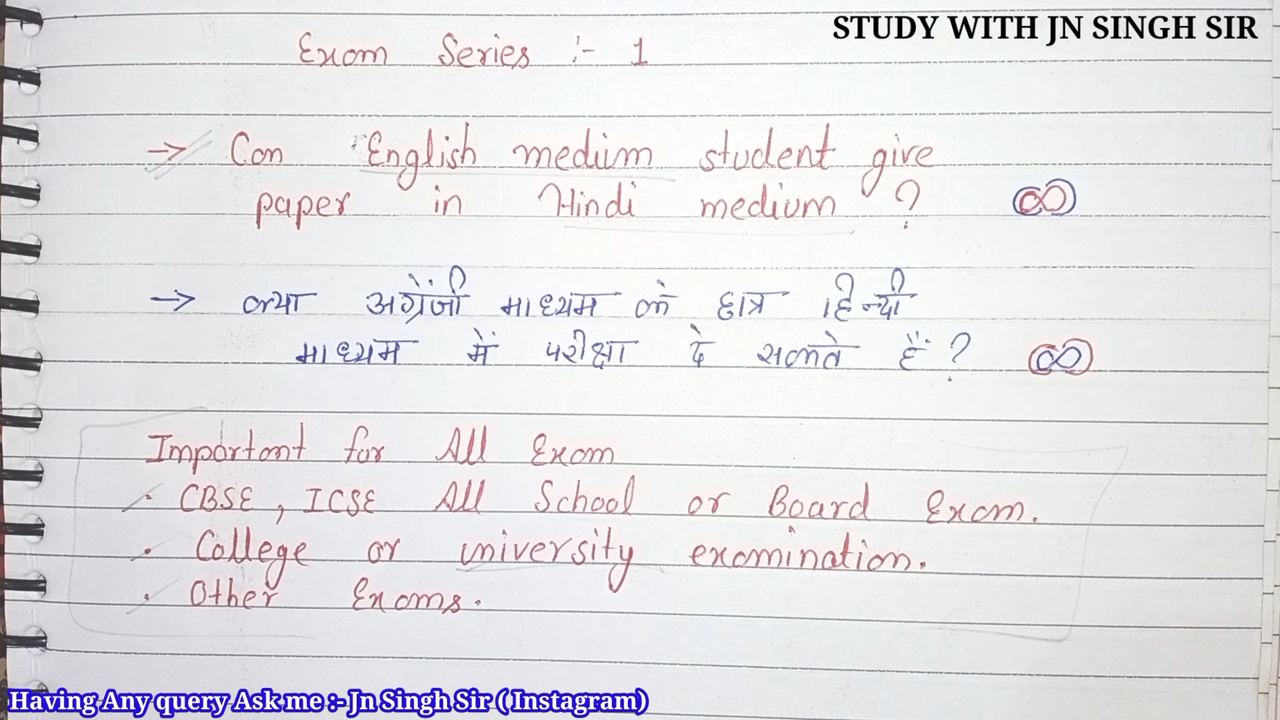 STUDY WITH JN SINGH SIR
Exam Series :- 1
→ Can English medium student give
paper in Hindi medium ?
→ क्या अंग्रेजी माध्यम के छात्र हिन्दी
माध्यम में परीक्षा दे सकते हैं ?
Important for All Exam
. CBSE , ICSE All School or Board Exam.
. College or university examination.
. Other Exams.
Having Any query Ask me :- Jn Singh Sir ( Instagram)